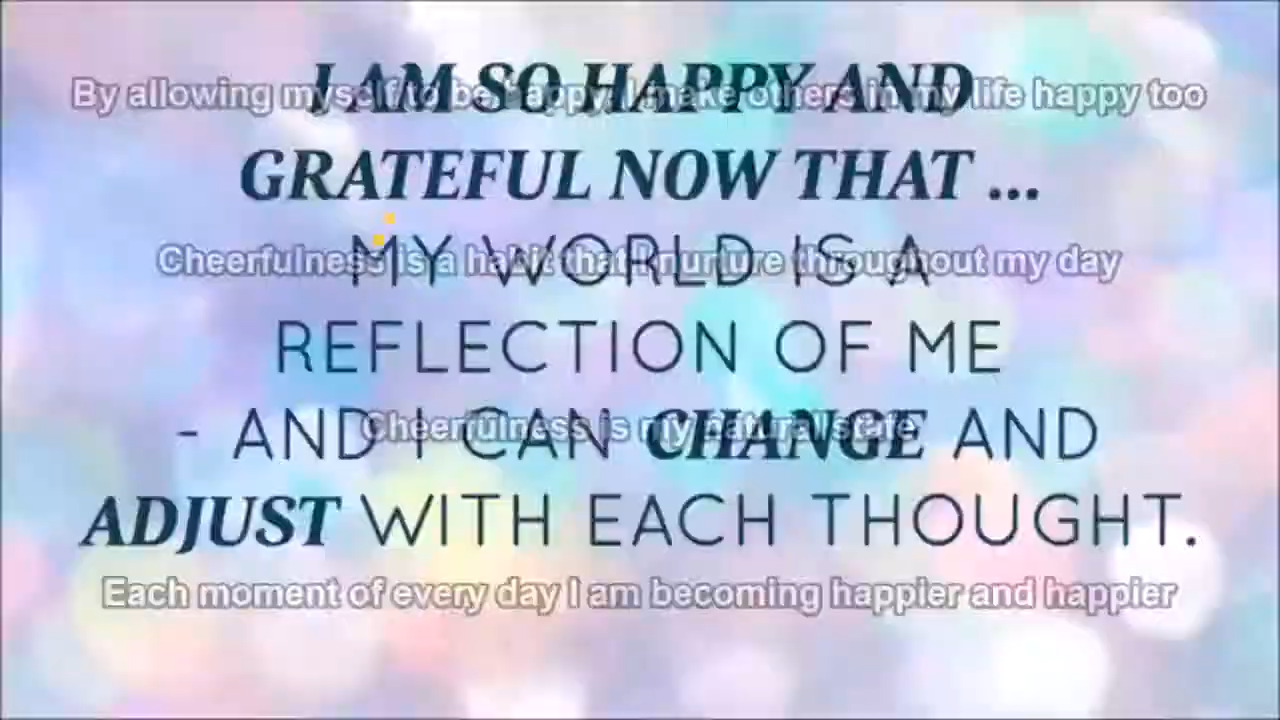 By allowing myself to be happy, I make others in my life happy too
I AM SO HAPPY AND
GRATEFUL NOW THAT ...
MY WORLD IS A
Cheerfulness is a habit that I nurture throughout my day
REFLECTION OF ME
Cheerfulness is my natural state
- AND I CAN CHANGE AND
ADJUST WITH EACH THOUGHT.
Each moment of every day I am becoming happier and happier